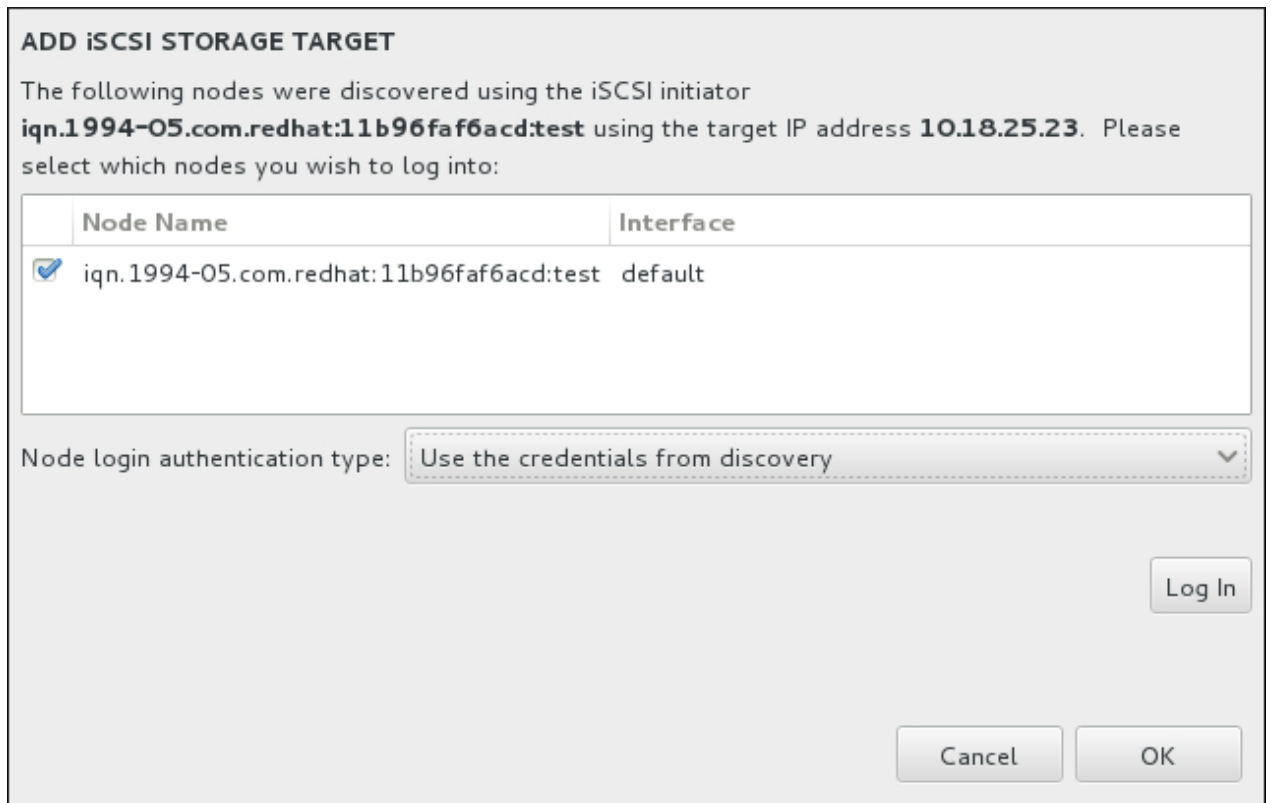 ADD iSCSI STORAGE TARGET
The following nodes were discovered using the iSCSI initiator
iqn.1994-05.com.redhat:11b96faf6acd:test using the target IP address 10.18.25.23.  Please
select which nodes you wish to log into:
Node Name Interface
iqn.1994-05.com.redhat:11b96faf6acd:test default
Node login authentication type: Use the credentials from discovery
Log In
Cancel OK